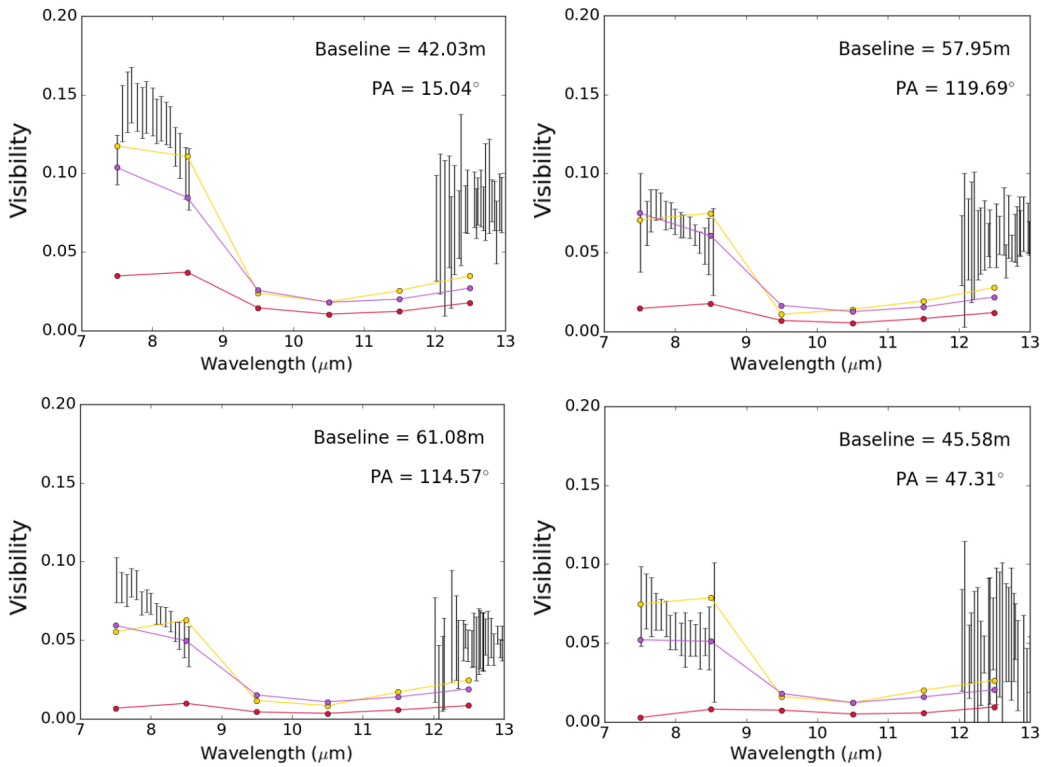 0.20
0.15
0.10
0.05
0.00
Visibility
Baseline = 42.03m
PA = 15.04°
7 8 9 10 11 12 13
Wavelength (μm)
0.20
0.15
0.10
0.05
0.00
Visibility
Baseline = 57.95m
PA = 119.69°
7 8 9 10 11 12 13
Wavelength (μm)
0.20
0.15
0.10
0.05
0.00
Visibility
Baseline = 61.08m
PA = 114.57°
7 8 9 10 11 12 13
Wavelength (μm)
0.20
0.15
0.10
0.05
0.00
Visibility
Baseline = 45.58m
PA = 47.31°
7 8 9 10 11 12 13
Wavelength (μm)